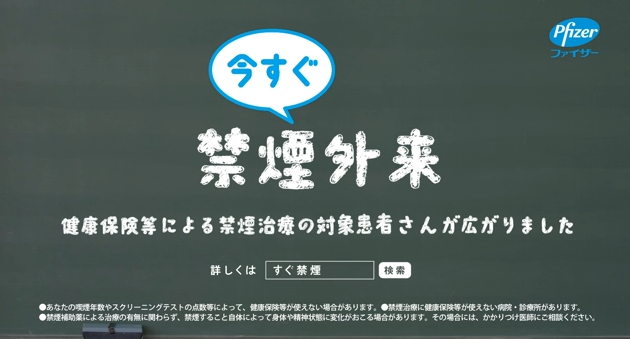 Pfizer
ファイザー
今すぐ
禁煙外来
健康保険等による禁煙治療の対象患者さんが広がりました
詳しくは すぐ禁煙 検索
●あなたの喫煙年数やスクリーニングテストの点数等によって、健康保険等が使えない場合があります。●禁煙治療に健康保険等が使えない病院・診療所があります。
●禁煙補助薬による治療の有無に関わらず、禁煙すること自体によって身体や精神状態に変化がおこる場合があります。その場合には、かかりつけ医師にご相談ください。